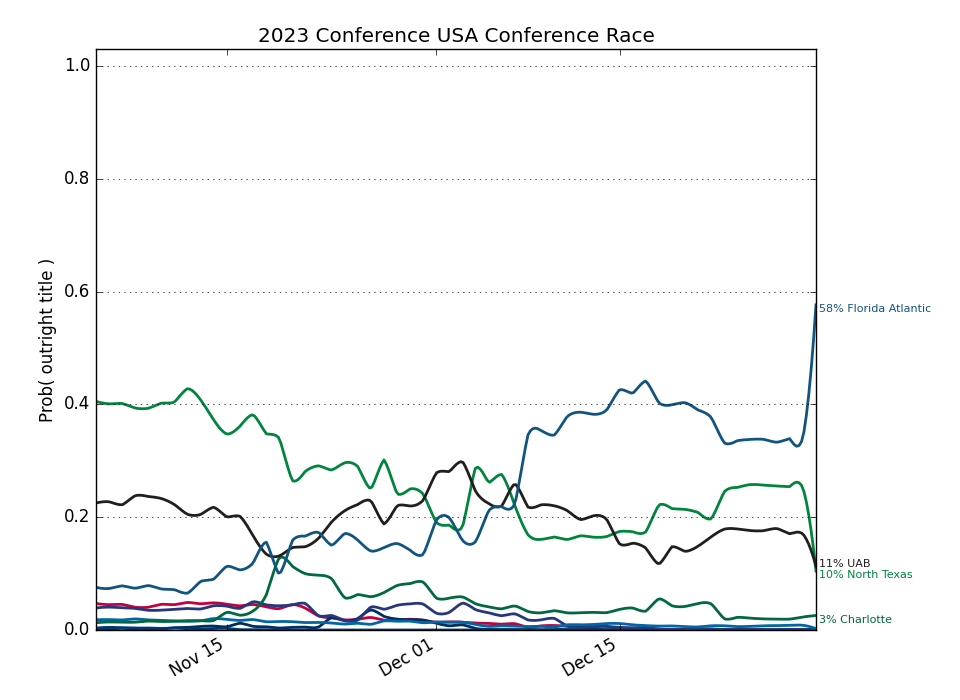 2023 Conference USA Conference Race
Prob( outright title )
1.0
0.8
0.6
0.4
0.2
0.0
58% Florida Atlantic
11% UAB
10% North Texas
3% Charlotte
Nov 15
Dec 01
Dec 15